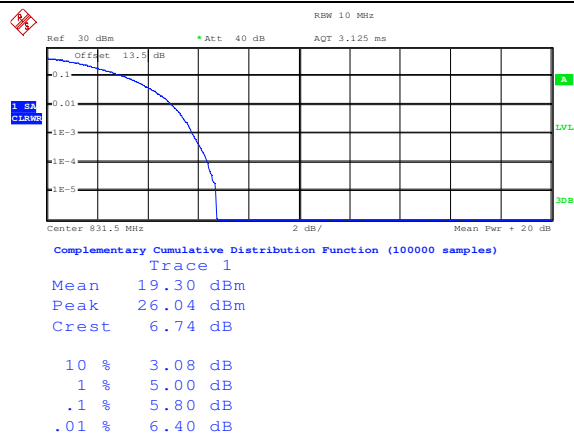 RBW 10 MHz
Ref 30 dBm * Att 40 dB AQT 3.125 ms
Offset 13.5 dB
0.1
A
0.01
1 SA
CLRWR
LVL
1E-3
1E-4
1E-5
3DB
Center 831.5 MHz 2 dB/ Mean Pwr + 20 dB
Complementary Cumulative Distribution Function (100000 samples)
Trace 1
Mean 19.30 dBm
Peak 26.04 dBm
Crest 6.74 dB
10 % 3.08 dB
1 % 5.00 dB
.1 % 5.80 dB
.01 % 6.40 dB